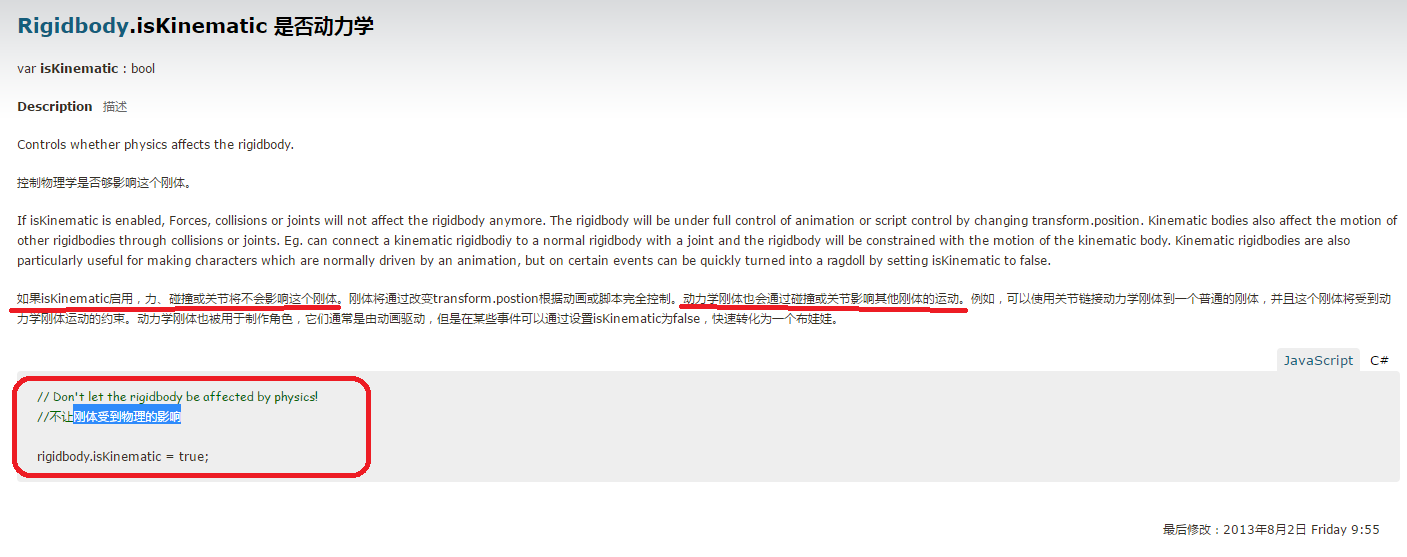 Rigidbody.isKinematic 是否动力学
var isKinematic : bool
Description 描述
Controls whether physics affects the rigidbody.
控制物理学是否够影响这个刚体。
If isKinematic is enabled, Forces, collisions or joints will not affect the rigidbody anymore. The rigidbody will be under full control of animation or script control by changing transform.position. Kinematic bodies also affect the motion of
other rigidbodies through collisions or joints. Eg. can connect a kinematic rigidbodiy to a normal rigidbody with a joint and the rigidbody will be constrained with the motion of the kinematic body. Kinematic rigidbodies are also
particularly useful for making characters which are normally driven by an animation, but on certain events can be quickly turned into a ragdoll by setting isKinematic to false.
如果isKinematic启用，力、碰撞或关节将不会影响这个刚体。刚体将通过改变transform.postion根据动画或脚本完全控制。动力学刚体也会通过碰撞或关节影响其他刚体的运动。例如，可以使用关节链接动力学刚体到一个普通的刚体，并且这个刚体将受到动
力学刚体运动的约束。动力学刚体也被用于制作角色，它们通常是由动画驱动，但是在某些事件可以通过设置isKinematic为false，快速转化为一个布娃娃。
JavaScript C#
// Don't let the rigidbody be affected by physics!
//不让刚体受到物理的影响
rigidbody.isKinematic = true;
最后修改：2013年8月2日 Friday 9:55